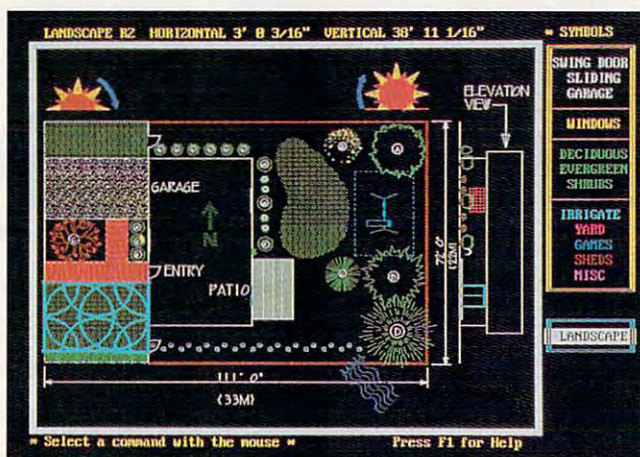 LANDSCAPE R2 HORIZONTAL 3' 0 3/16" VERTICAL 38' 11 1/16" * SYMBOLS
SWING DOOR
SLIDING
GARAGE
WINDOWS
DECIDUOUS
EVERGREEN
SHRUBS
IRRIGATE
YARD
GAMES
SHEDS
MISC
LANDSCAPE
ELEVATION
VIEW
A
GARAGE
N
ENTRY
PATIO
D
72' 0"
(22M)
111' 0"
(33M)
* Select a command with the mouse * Press F1 for Help